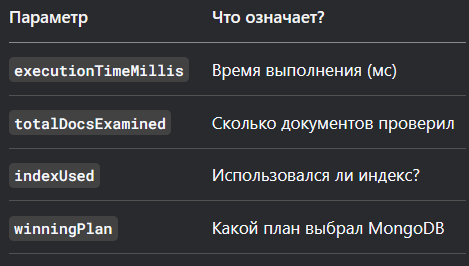 Параметр Что означает?
executionTimeMillis Время выполнения (мс)
totalDocsExamined Сколько документов проверил
indexUsed Использовался ли индекс?
winningPlan Какой план выбрал MongoDB